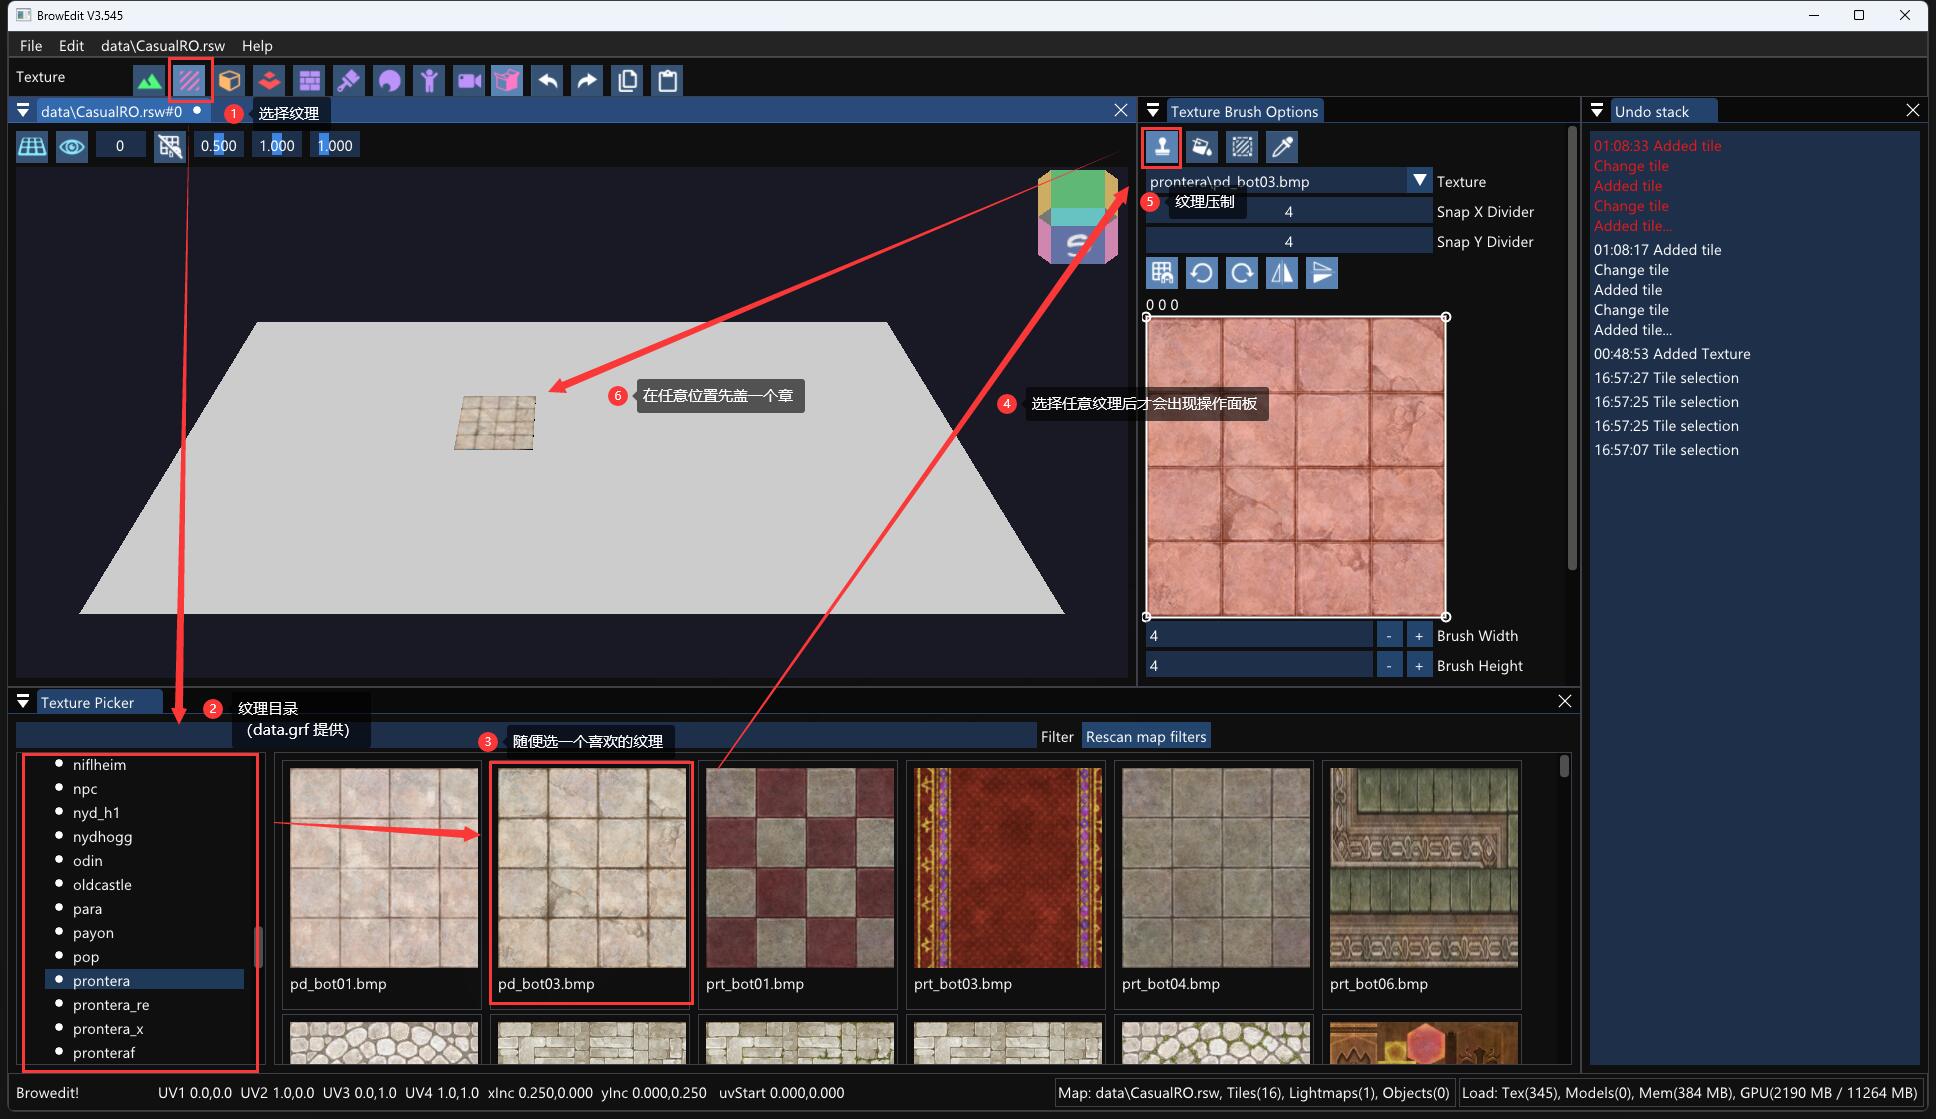 BrowEdit V3.545
File Edit data\CasualRO.rsw Help
Texture
data\CasualRO.rsw#0
1 选择纹理
0 0.500 1.000 1.000
S
6 在任意位置先盖一个章
4 选择任意纹理后才会出现操作面板
Texture Brush Options
prontera\pd_bot03.bmp Texture
5 纹理压制
4 Snap X Divider
4 Snap Y Divider
0 0 0
4 - + Brush Width
4 - + Brush Height
Undo stack
01:08:33 Added tile
Change tile
Added tile
Change tile
Added tile...
01:08:17 Added tile
Change tile
Added tile
Change tile
Added tile...
00:48:53 Added Texture
16:57:27 Tile selection
16:57:25 Tile selection
16:57:25 Tile selection
16:57:07 Tile selection
Texture Picker
2 纹理目录
（data.grf 提供）
3 随便选一个喜欢的纹理
Filter Rescan map filters
niflheim
npc
nyd_h1
nydhogg
odin
oldcastle
para
payon
pop
prontera
prontera_re
prontera_x
pronteraf
pd_bot01.bmp
pd_bot03.bmp
prt_bot01.bmp
prt_bot03.bmp
prt_bot04.bmp
prt_bot06.bmp
Browedit! UV1 0.0,0.0 UV2 1.0,0.0 UV3 0.0,1.0 UV4 1.0,1.0 xInc 0.250,0.000 yInc 0.000,0.250 uvStart 0.000,0.000
Map: data\CasualRO.rsw, Tiles(16), Lightmaps(1), Objects(0)
Load: Tex(345), Models(0), Mem(384 MB), GPU(2190 MB / 11264 MB)